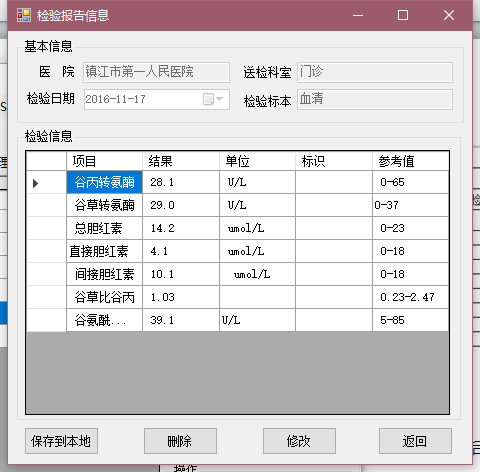 检验报告信息
基本信息
医 院 镇江市第一人民医院 送检科室 门诊
检验日期 2016-11-17 检验标本 血清
检验信息
项目 结果 单位 标识 参考值
谷丙转氨酶 28.1 U/L 0-65
谷草转氨酶 29.0 U/L 0-37
总胆红素 14.2 umol/L 0-23
直接胆红素 4.1 umol/L 0-18
间接胆红素 10.1 umol/L 0-18
谷草比谷丙 1.03 0.23-2.47
谷氨酰... 39.1 U/L 5-85
保存到本地 删除 修改 返回
操作